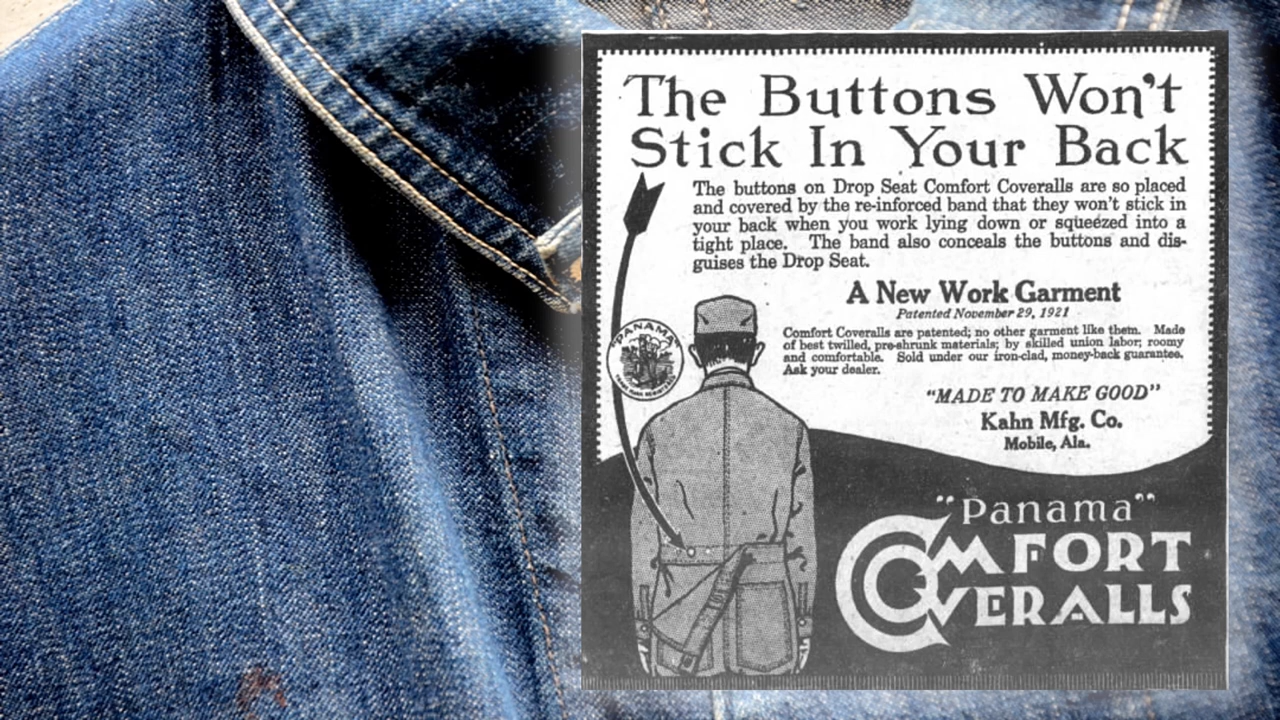 The Buttons Won't
Stick In Your Back
The buttons on Drop Seat Comfort Coveralls are so placed
and covered by the re-inforced band that they won't stick in
your back when you work lying down or squeezed into a
tight place. The band also conceals the buttons and dis-
guises the Drop Seat.
A New Work Garment
Patented November 29, 1921
Comfort Coveralls are patented; no other garment like them. Made
of best twilled, pre-shrunk materials; by skilled union labor; roomy
and comfortable. Sold under our iron-clad, money-back guarantee.
Ask your dealer.
"MADE TO MAKE GOOD"
Kahn Mfg. Co.
Mobile, Ala.
"PANAMA"
"Panama"
COMFORT
COVERALLS